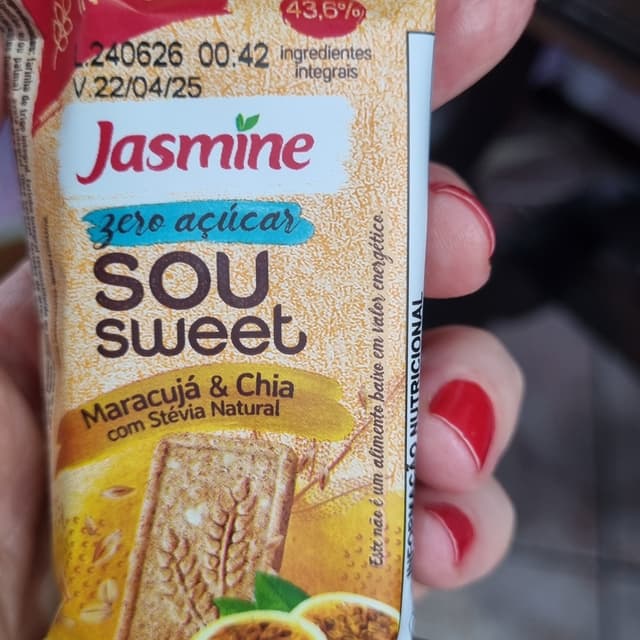 43,6%
ingredientes
integrais
L.240626 00:42
V.22/04/25
Jasmine
zero açúcar
sou
sweet
Maracujá & Chia
com Stévia Natural
Este não é um alimento baixo em valor energético.
INFORMAÇÃO NUTRICIONAL